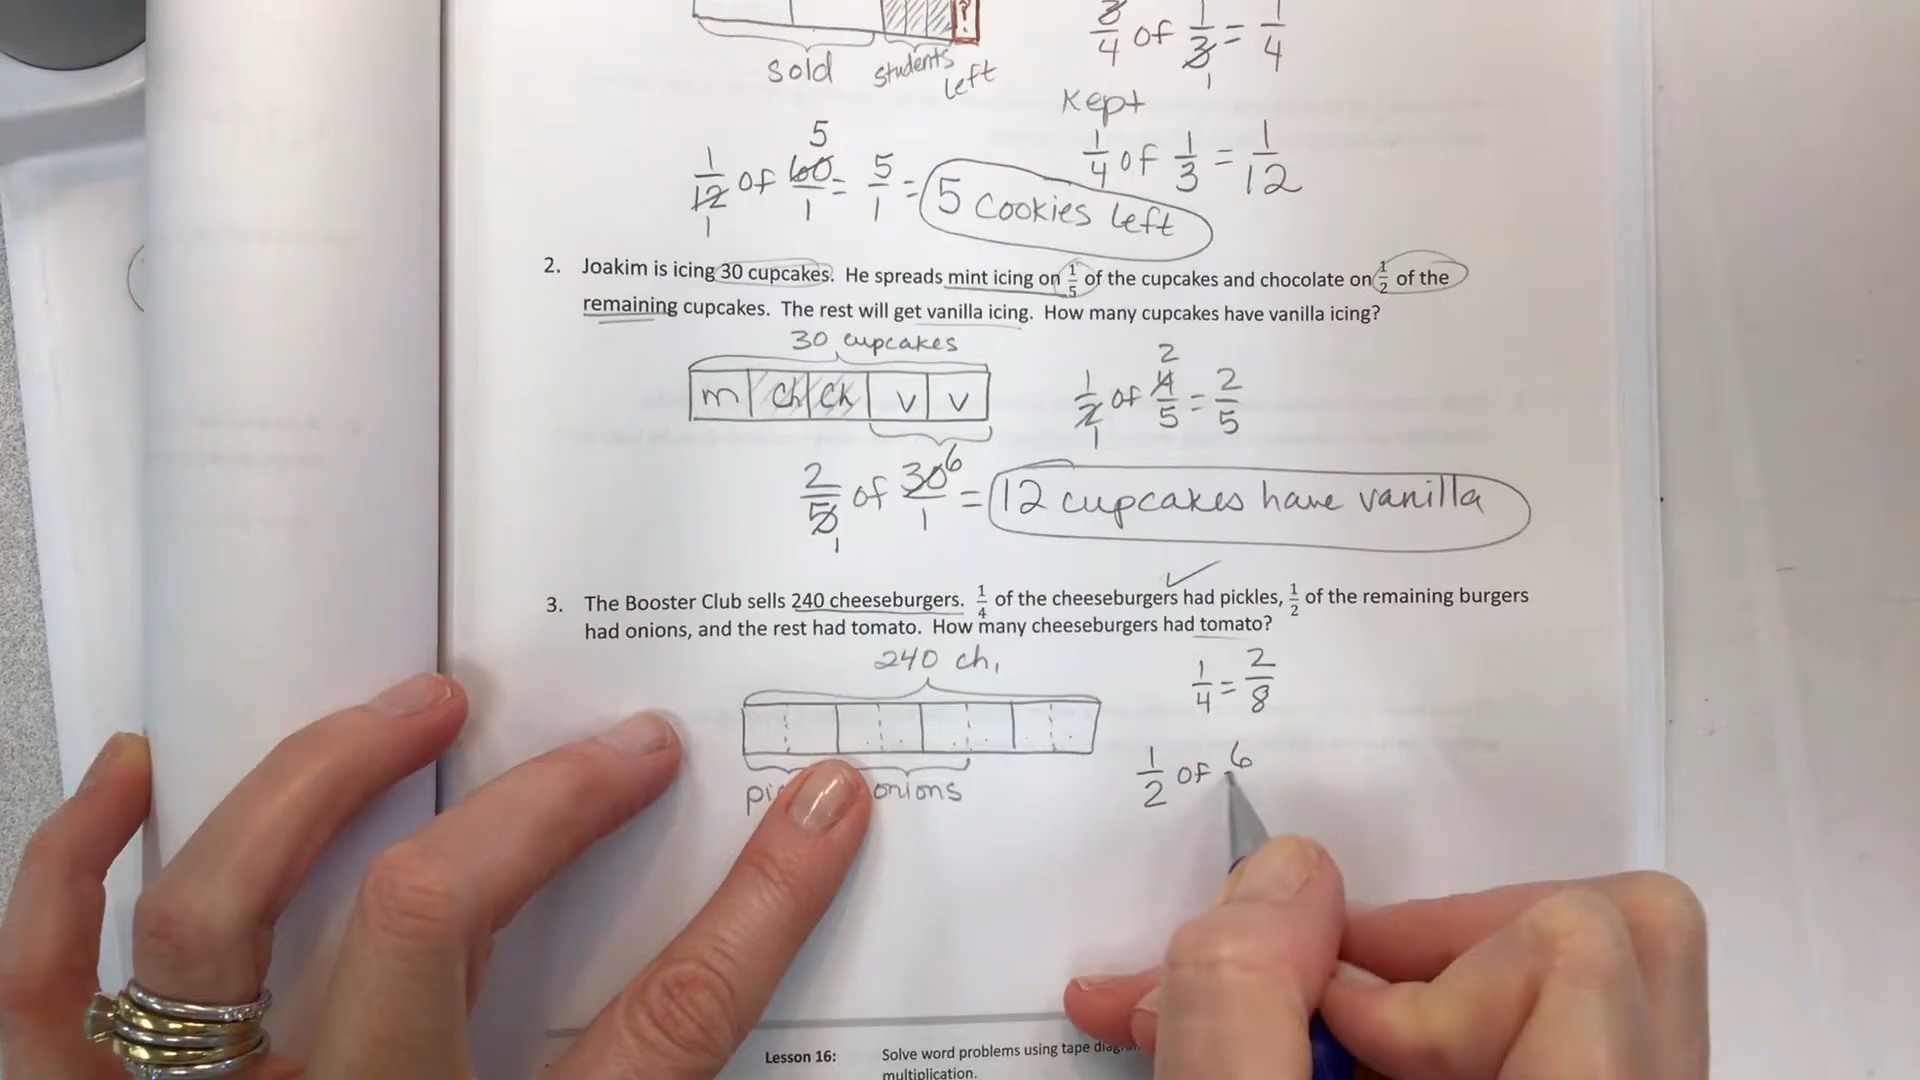 ?
sold students left
3/4 of 1/3 = 1/4
1
Kept
1/4 of 1/3 = 1/12
5
1/12 of 60/1 = 5/1 = 5 cookies left
1
2. Joakim is icing 30 cupcakes. He spreads mint icing on 1/5 of the cupcakes and chocolate on 1/2 of the
remaining cupcakes. The rest will get vanilla icing. How many cupcakes have vanilla icing?
30 cupcakes
m ch ch v v
2
1/2 of 4/5 = 2/5
1
6
2/5 of 30/1 = 12 cupcakes have vanilla
1
3. The Booster Club sells 240 cheeseburgers. 1/4 of the cheeseburgers had pickles, 1/2 of the remaining burgers
had onions, and the rest had tomato. How many cheeseburgers had tomato?
240 ch.
1/4 = 2/8
1/2 of 6
onions
Lesson 16: Solve word problems using tape
multiplication.